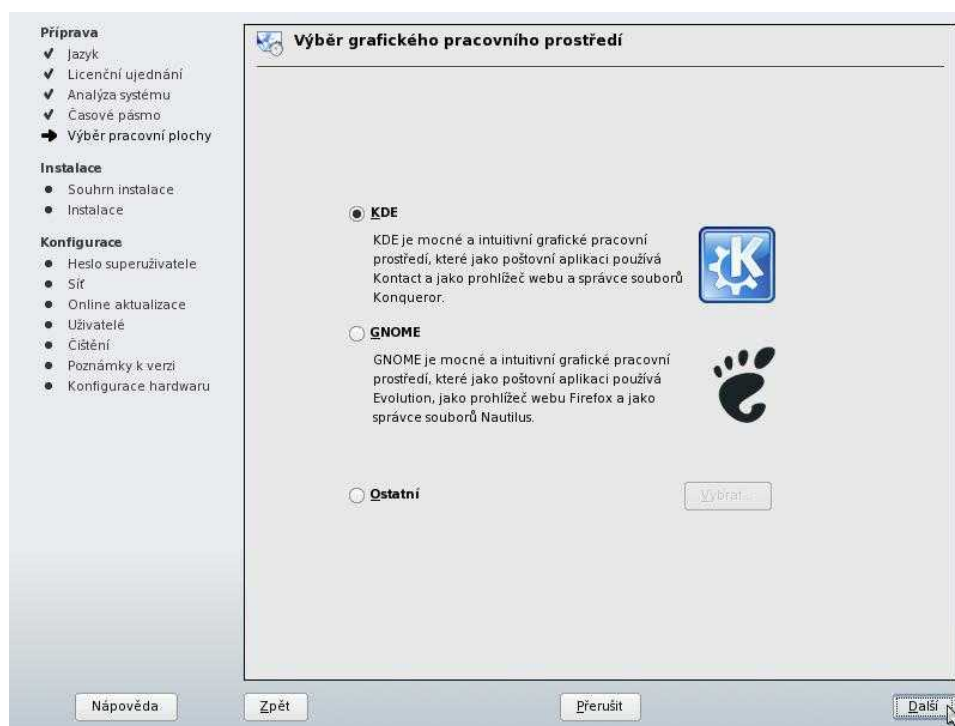 Příprava
Jazyk
Licenční ujednání
Analýza systému
Časové pásmo
Výběr pracovní plochy
Instalace
Souhrn instalace
Instalace
Konfigurace
Heslo superuživatele
Síť
Online aktualizace
Uživatelé
Čištění
Poznámky k verzi
Konfigurace hardwaru
Výběr grafického pracovního prostředí
KDE
KDE je mocné a intuitivní grafické pracovní
prostředí, které jako poštovní aplikaci používá
Kontact a jako prohlížeč webu a správce souborů
Konqueror.
GNOME
GNOME je mocné a intuitivní grafické pracovní
prostředí, které jako poštovní aplikaci používá
Evolution, jako prohlížeč webu Firefox a jako
správce souborů Nautilus.
Ostatní
Vybrat...
Nápověda
Zpět
Přerušit
Další